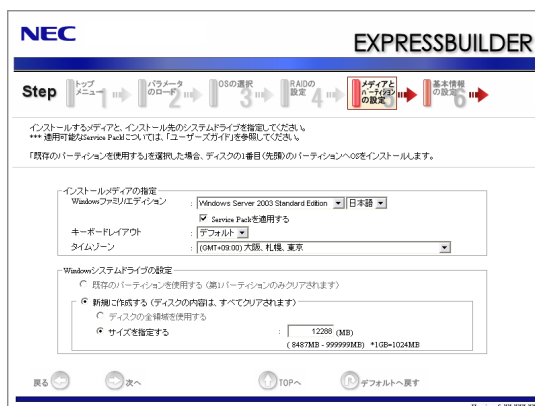 NEC
EXPRESSBUILDER
Step
トップメニュー 1
パラメータのロード 2
OSの選択 3
RAIDの設定 4
メディアとパーティションの設定 5
基本情報の設定 6
インストールするメディアと、インストール先のシステムドライブを指定してください。
*** 適用可能なService Packについては、「ユーザーズガイド」を参照してください。
「既存のパーティションを使用する」を選択した場合、ディスクの1番目(先頭)のパーティションへOSをインストールします。
インストールメディアの指定
Windowsファミリ/エディション : Windows Server 2003 Standard Edition 日本語
Service Packを適用する
キーボードレイアウト : デフォルト
タイムゾーン : (GMT+09:00) 大阪、札幌、東京
Windowsシステムドライブの設定
既存のパーティションを使用する (第1パーティションのみクリアされます)
新規に作成する (ディスクの内容は、すべてクリアされます)
ディスクの全領域を使用する
サイズを指定する : 12288 (MB)
( 8487MB - 999999MB) *1GB=1024MB
戻る
次へ
TOPへ
デフォルトへ戻す